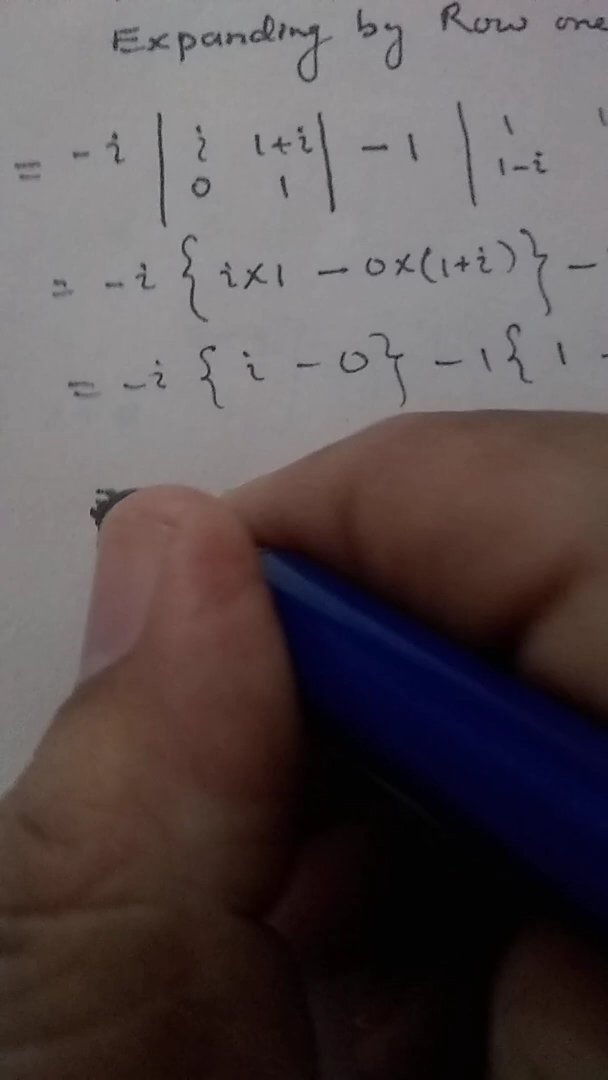 Expanding by Row one
= -i | i 1+i | - 1 | 1
0 1 1-i
= -i { i×1 - 0×(1+i) } -
= -i { i - 0 } - 1 { 1 -